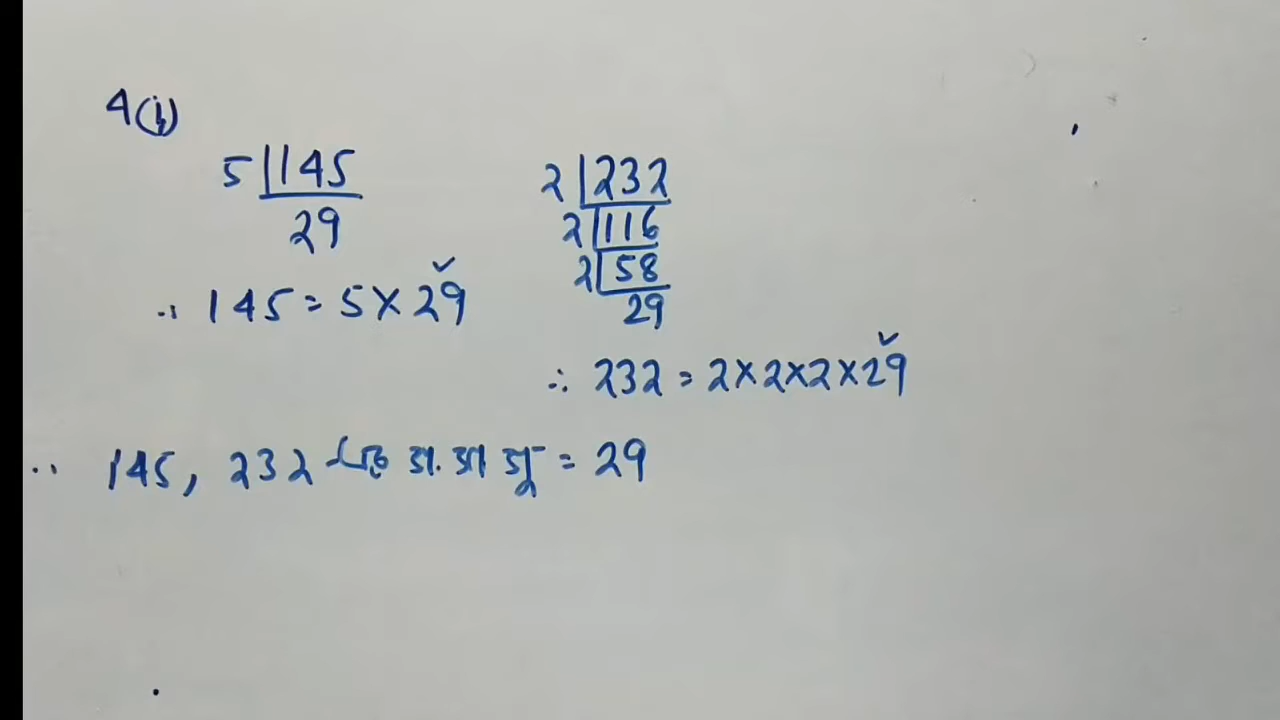 4(i)
5 145
29
∴ 145 = 5 × 29
2 232
2 116
2 58
29
∴ 232 = 2×2×2×29
∴ 145, 232 = 29